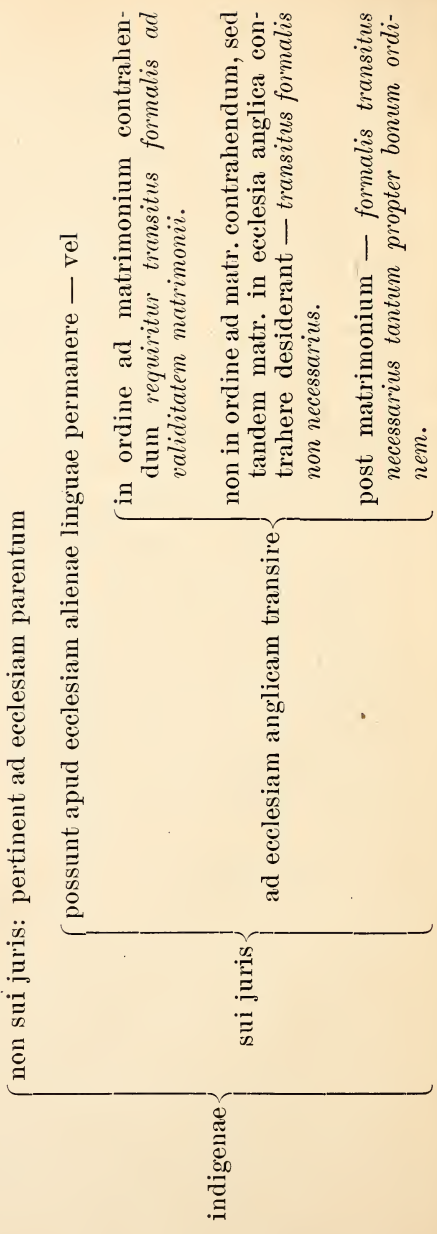 indigenae
non sui juris: pertinent ad ecclesiam parentum
sui juris
possunt apud ecclesiam alienae linguae permanere — vel
ad ecclesiam anglicam transire
in ordine ad matrimonium contrahen-
dum requiritur transitus formalis ad
validitatem matrimonii.
non in ordine ad matr. contrahendum, sed
tandem matr. in ecclesia anglica con-
trahere desiderant — transitus formalis
non necessarius.
post matrimonium — formalis transitus
necessarius tantum propter bonum ordi-
nem.